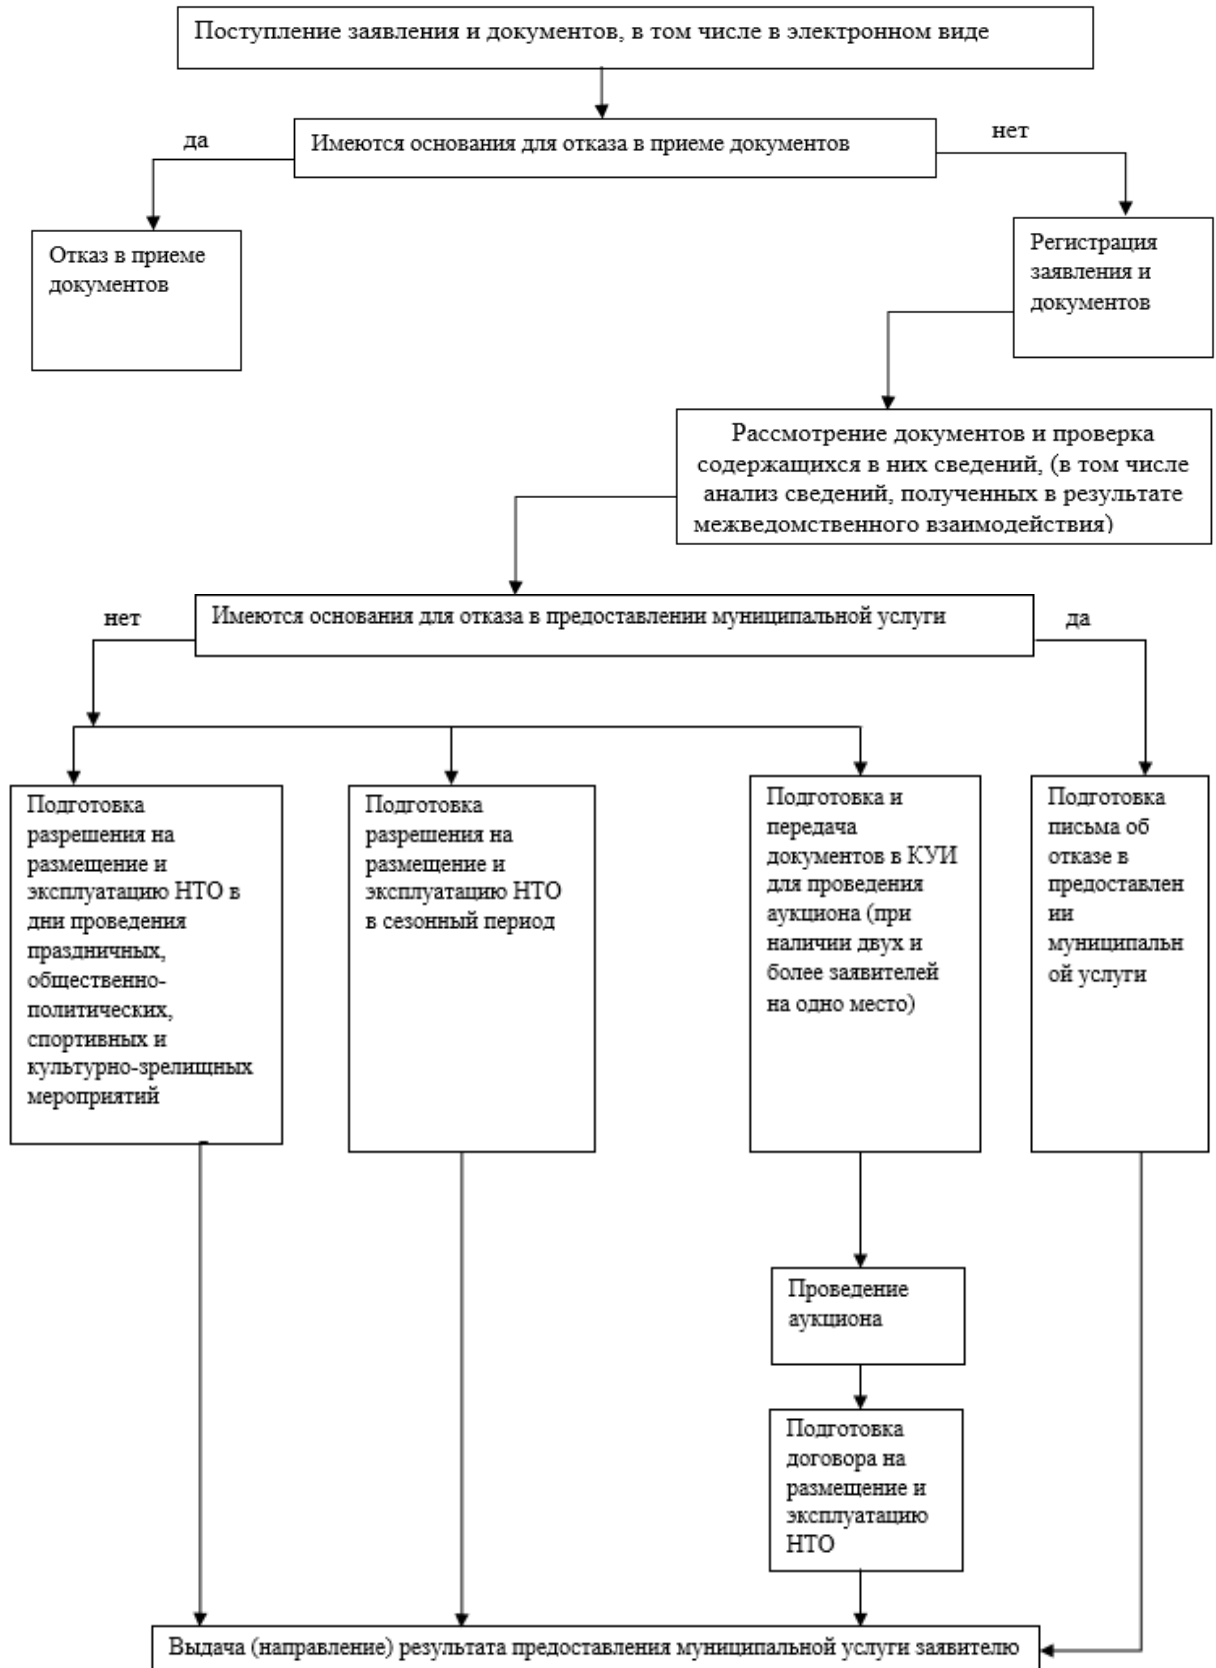 Поступление заявления и документов, в том числе в электронном виде
да
Имеются основания для отказа в приеме документов
нет
Отказ в приеме
документов
Регистрация
заявления и
документов
Рассмотрение документов и проверка
содержащихся в них сведений, (в том числе
анализ сведений, полученных в результате
межведомственного взаимодействия)
нет
Имеются основания для отказа в предоставлении муниципальной услуги
да
Подготовка
разрешения на
размещение и
эксплуатацию НТО в
дни проведения
праздничных,
общественно-
политических,
спортивных и
культурно-зрелищных
мероприятий
Подготовка
разрешения на
размещение и
эксплуатацию НТО
в сезонный период
Подготовка и
передача
документов в КУИ
для проведения
аукциона (при
наличии двух и
более заявителей
на одно место)
Подготовка
письма об
отказе в
предоставлен
ии
муниципальн
ой услуги
Проведение
аукциона
Подготовка
договора на
размещение и
эксплуатацию
НТО
Выдача (направление) результата предоставления муниципальной услуги заявителю